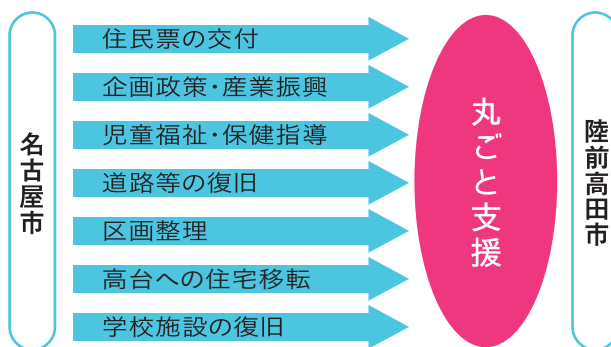 名古屋市
住民票の交付
企画政策・産業振興
児童福祉・保健指導
道路等の復旧
区画整理
高台への住宅移転
学校施設の復旧
丸ごと支援
陸前高田市